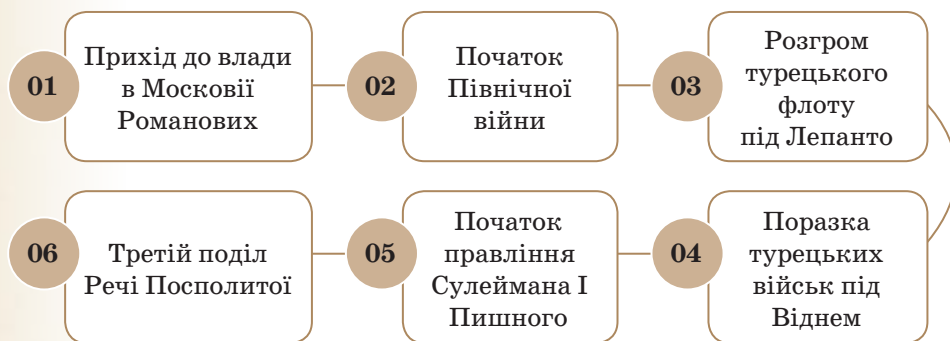 01
Прихід до влади
в Московії
Романових
02
Початок
Північної
війни
03
Розгром
турецького
флоту
під Лепанто
04
Поразка
турецьких
військ під
Віднем
05
Початок
правління
Сулеймана І
Пишного
06
Третій поділ
Речі Посполитої